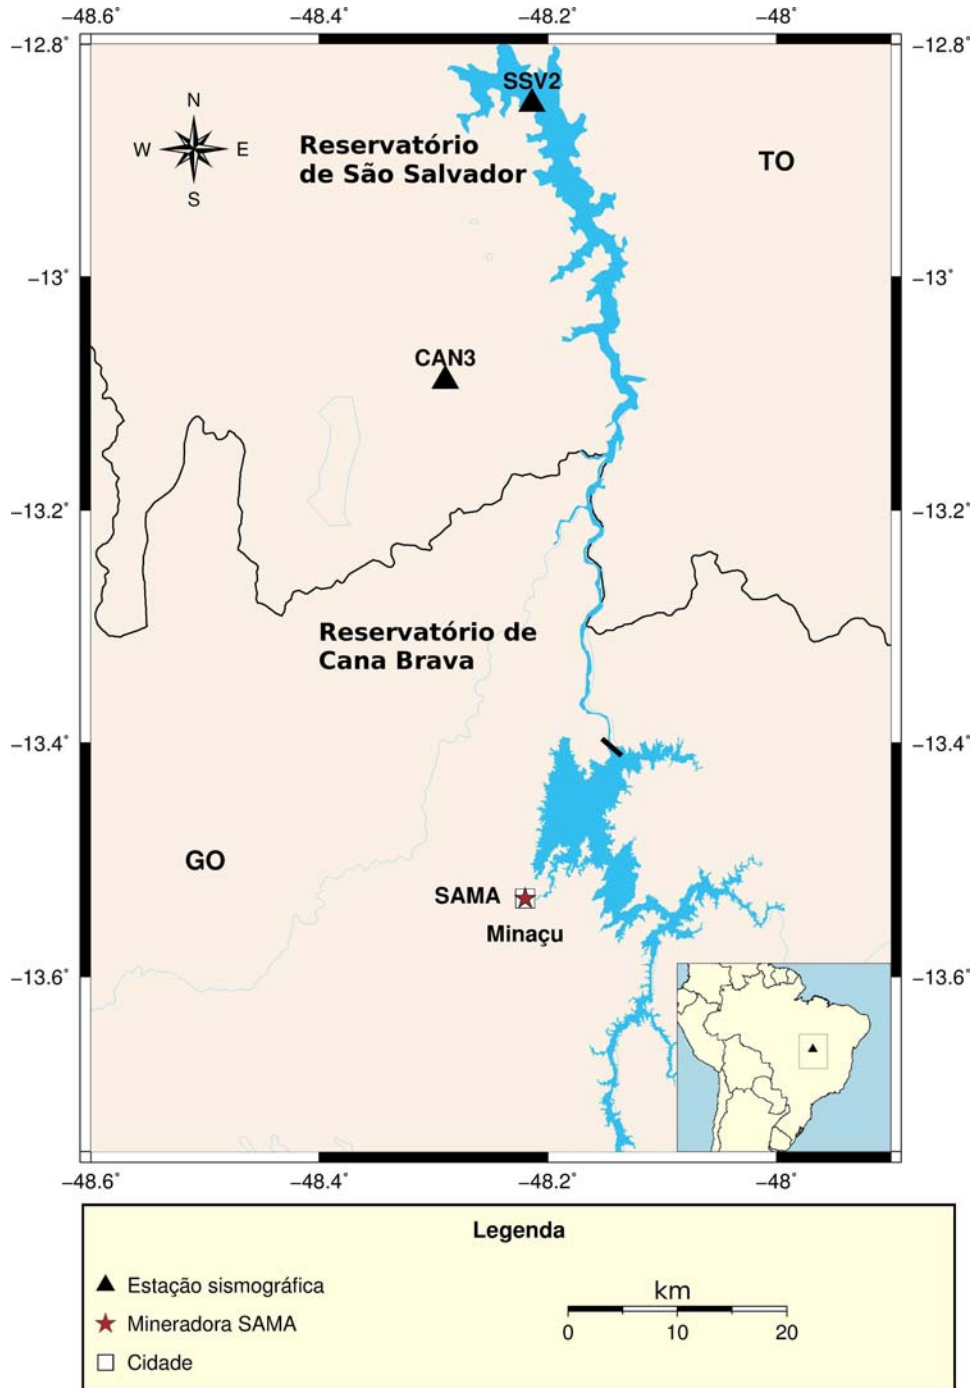 −48.6˚ −48.4˚ −48.2˚ −48˚
−12.8˚ −12.8˚
SSV2
N
W E
S
Reservatório
de São Salvador
TO
−13˚ −13˚
CAN3
−13.2˚ −13.2˚
Reservatório de
Cana Brava
−13.4˚ −13.4˚
GO
SAMA
Minaçu
−13.6˚ −13.6˚
−48.6˚ −48.4˚ −48.2˚ −48˚
Legenda
Estação sismográfica
Mineradora SAMA
Cidade
km
0 10 20